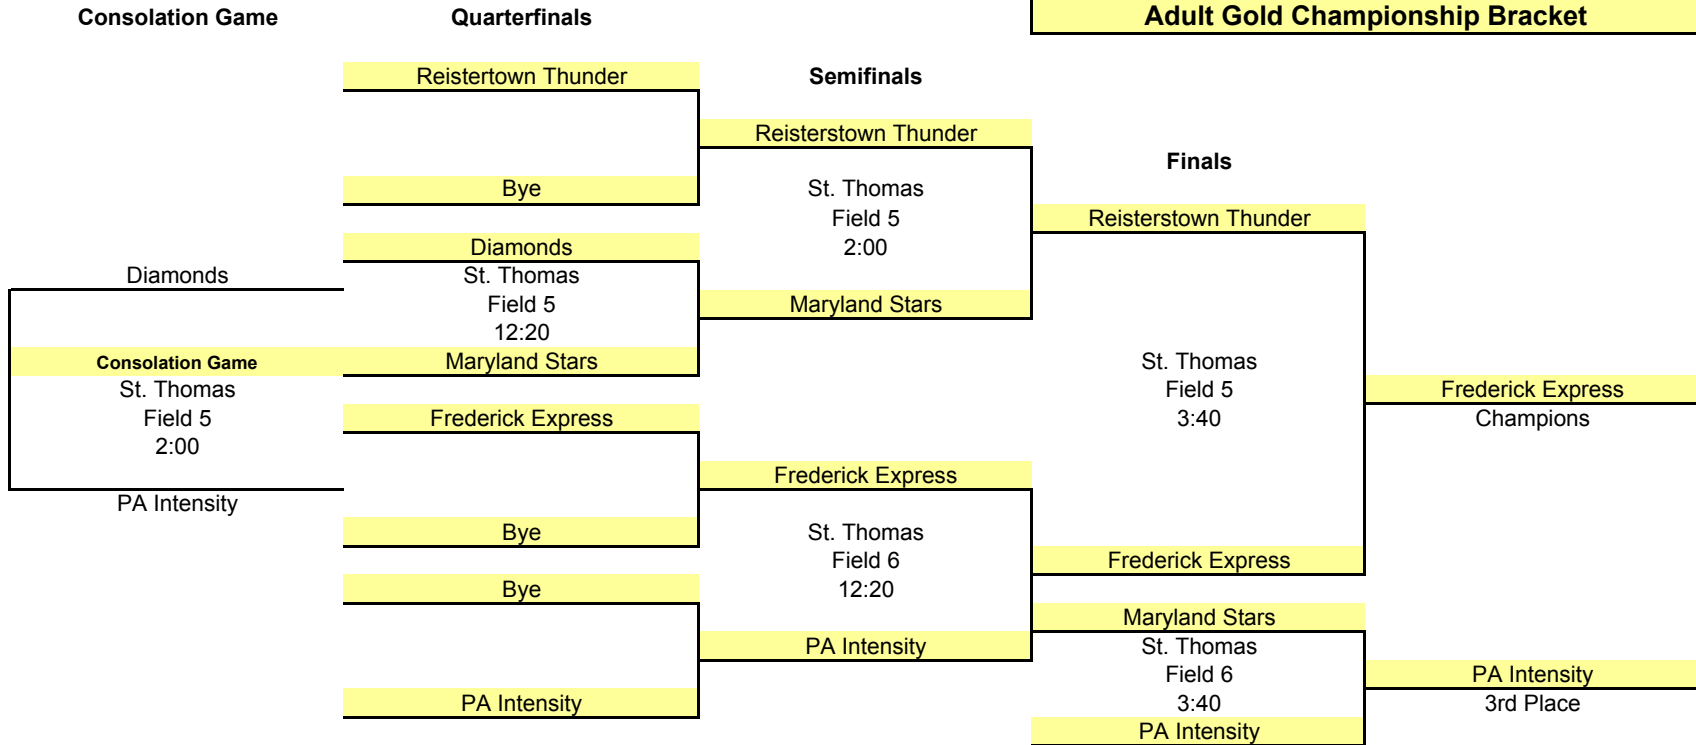 Consolation Game
Quarterfinals
Adult Gold Championship Bracket
Reistertown Thunder
Semifinals
Reisterstown Thunder
Finals
Bye
St. Thomas
Field 5
2:00
Reisterstown Thunder
Diamonds
Diamonds
St. Thomas
Field 5
12:20
Maryland Stars
Consolation Game
Maryland Stars
St. Thomas
Field 5
2:00
St. Thomas
Field 5
3:40
Frederick Express
Champions
Frederick Express
Frederick Express
PA Intensity
Bye
St. Thomas
Field 6
12:20
Frederick Express
Bye
Maryland Stars
PA Intensity
St. Thomas
Field 6
3:40
PA Intensity
3rd Place
PA Intensity
PA Intensity